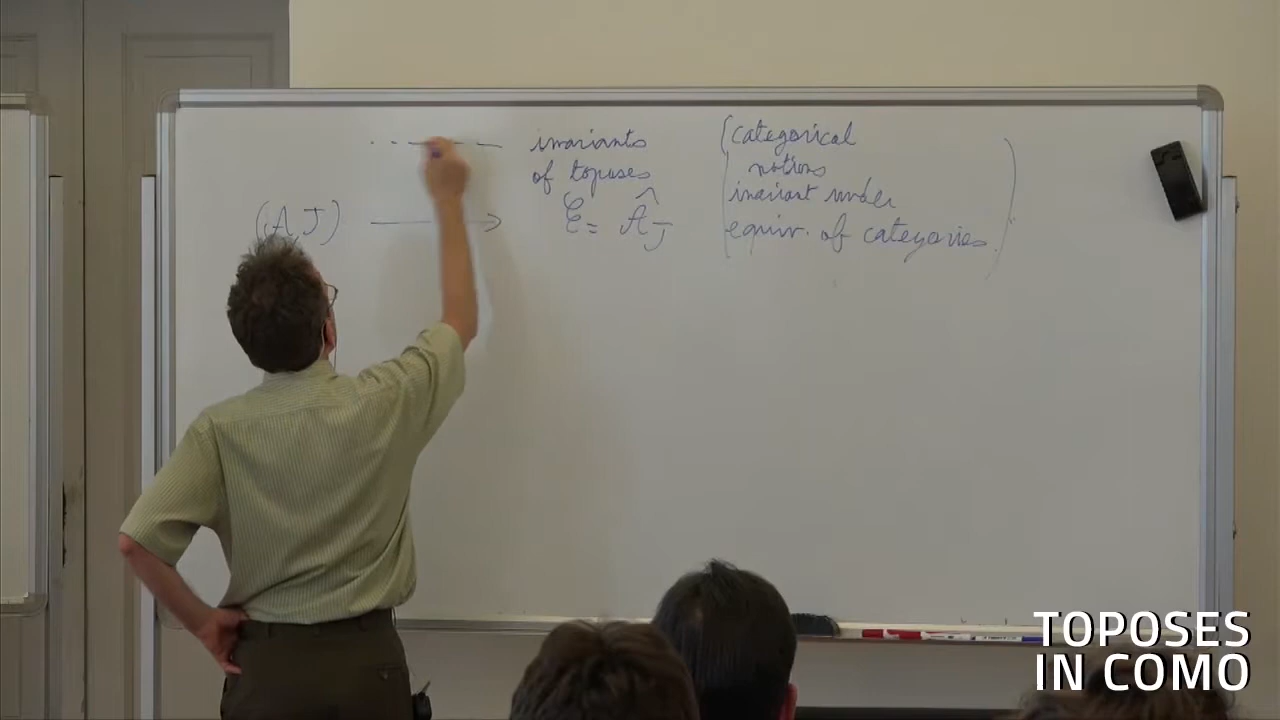 invariants
of toposes
(A, J) ⟶ ℰ = Â_J
(categorical
notions
invariant under
equiv. of categories.)
TOPOSES
IN COMO